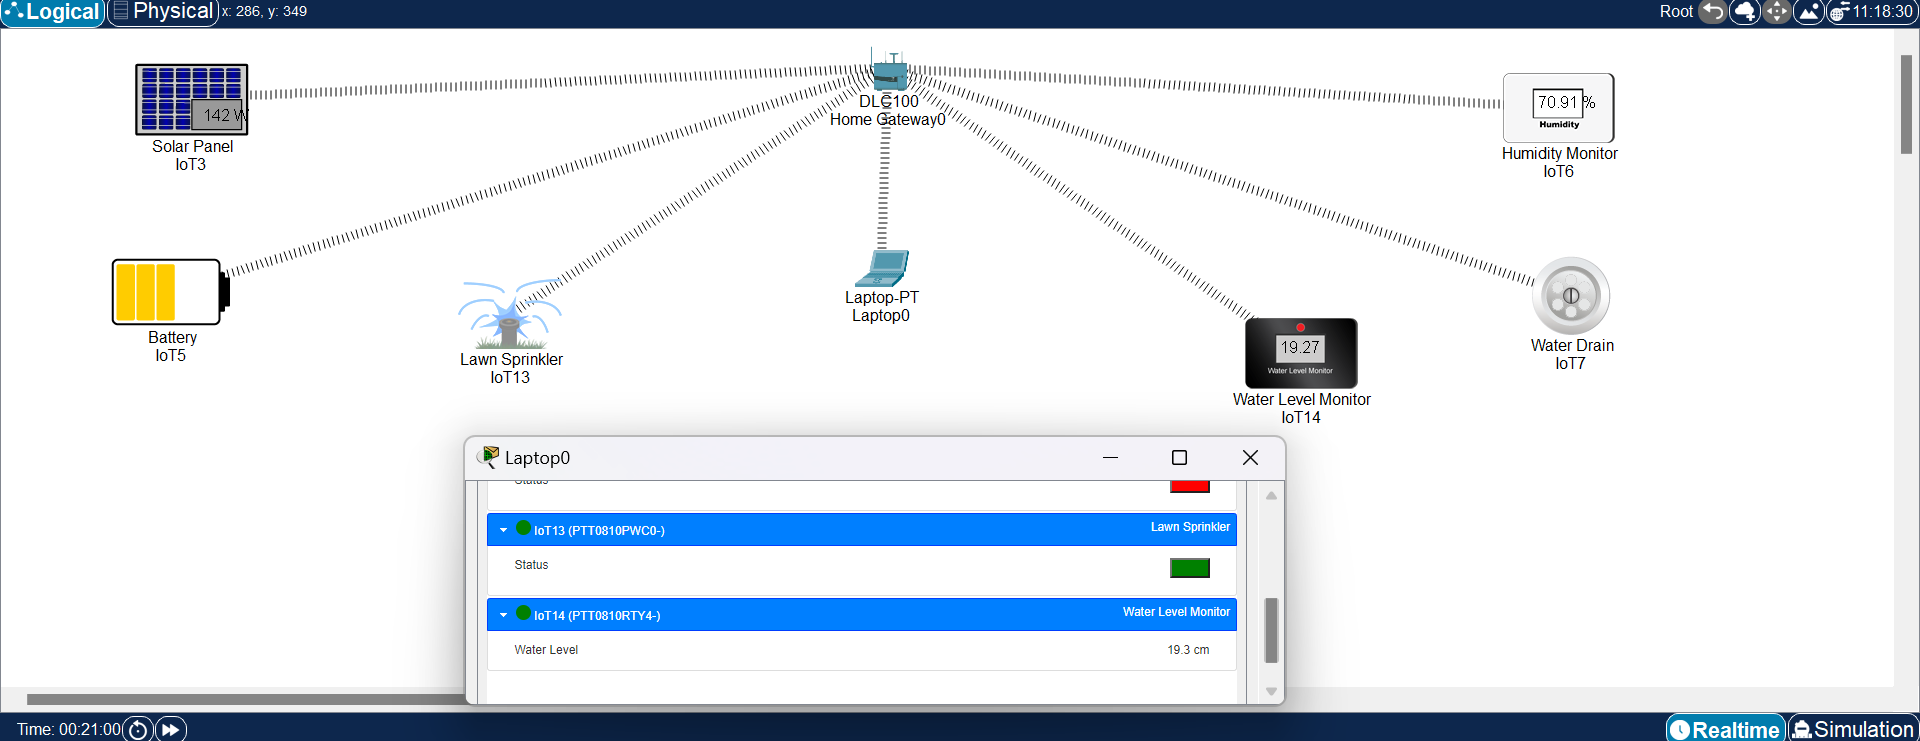 Logical
Physical
x: 286, y: 349
Root
11:18:30
142 W
Solar Panel
IoT3
DLC100
Home Gateway0
70.91 %
Humidity
Humidity Monitor
IoT6
Battery
IoT5
Lawn Sprinkler
IoT13
Laptop-PT
Laptop0
19.27
Water Level Monitor
Water Level Monitor
IoT14
Water Drain
IoT7
Laptop0
Status
IoT13 (PTT0810PWC0-) Lawn Sprinkler
Status
IoT14 (PTT0810RTY4-) Water Level Monitor
Water Level 19.3 cm
Time: 00:21:00
Realtime
Simulation